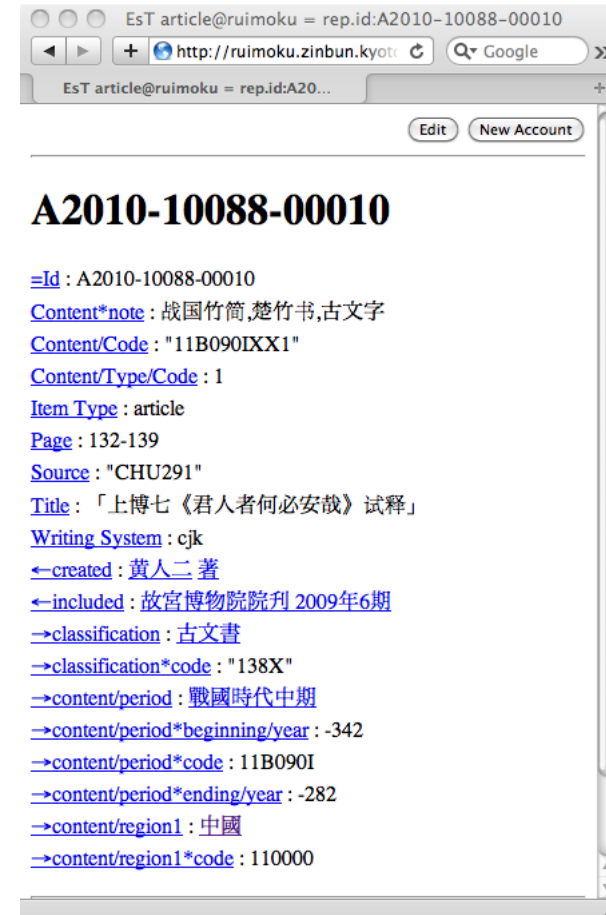 EsT article@ruimoku = rep.id:A2010-10088-00010
http://ruimoku.zinbun.kyoto
Google
EsT article@ruimoku = rep.id:A20...
Edit New Account
A2010-10088-00010
=Id : A2010-10088-00010
Content*note : 战国竹简,楚竹书,古文字
Content/Code : "11B090IXX1"
Content/Type/Code : 1
Item Type : article
Page : 132-139
Source : "CHU291"
Title : 「上博七《君人者何必安哉》试释」
Writing System : cjk
←created : 黄人二 著
←included : 故宮博物院院刊 2009年6期
→classification : 古文書
→classification*code : "138X"
→content/period : 戰國時代中期
→content/period*beginning/year : -342
→content/period*code : 11B090I
→content/period*ending/year : -282
→content/region1 : 中國
→content/region1*code : 110000